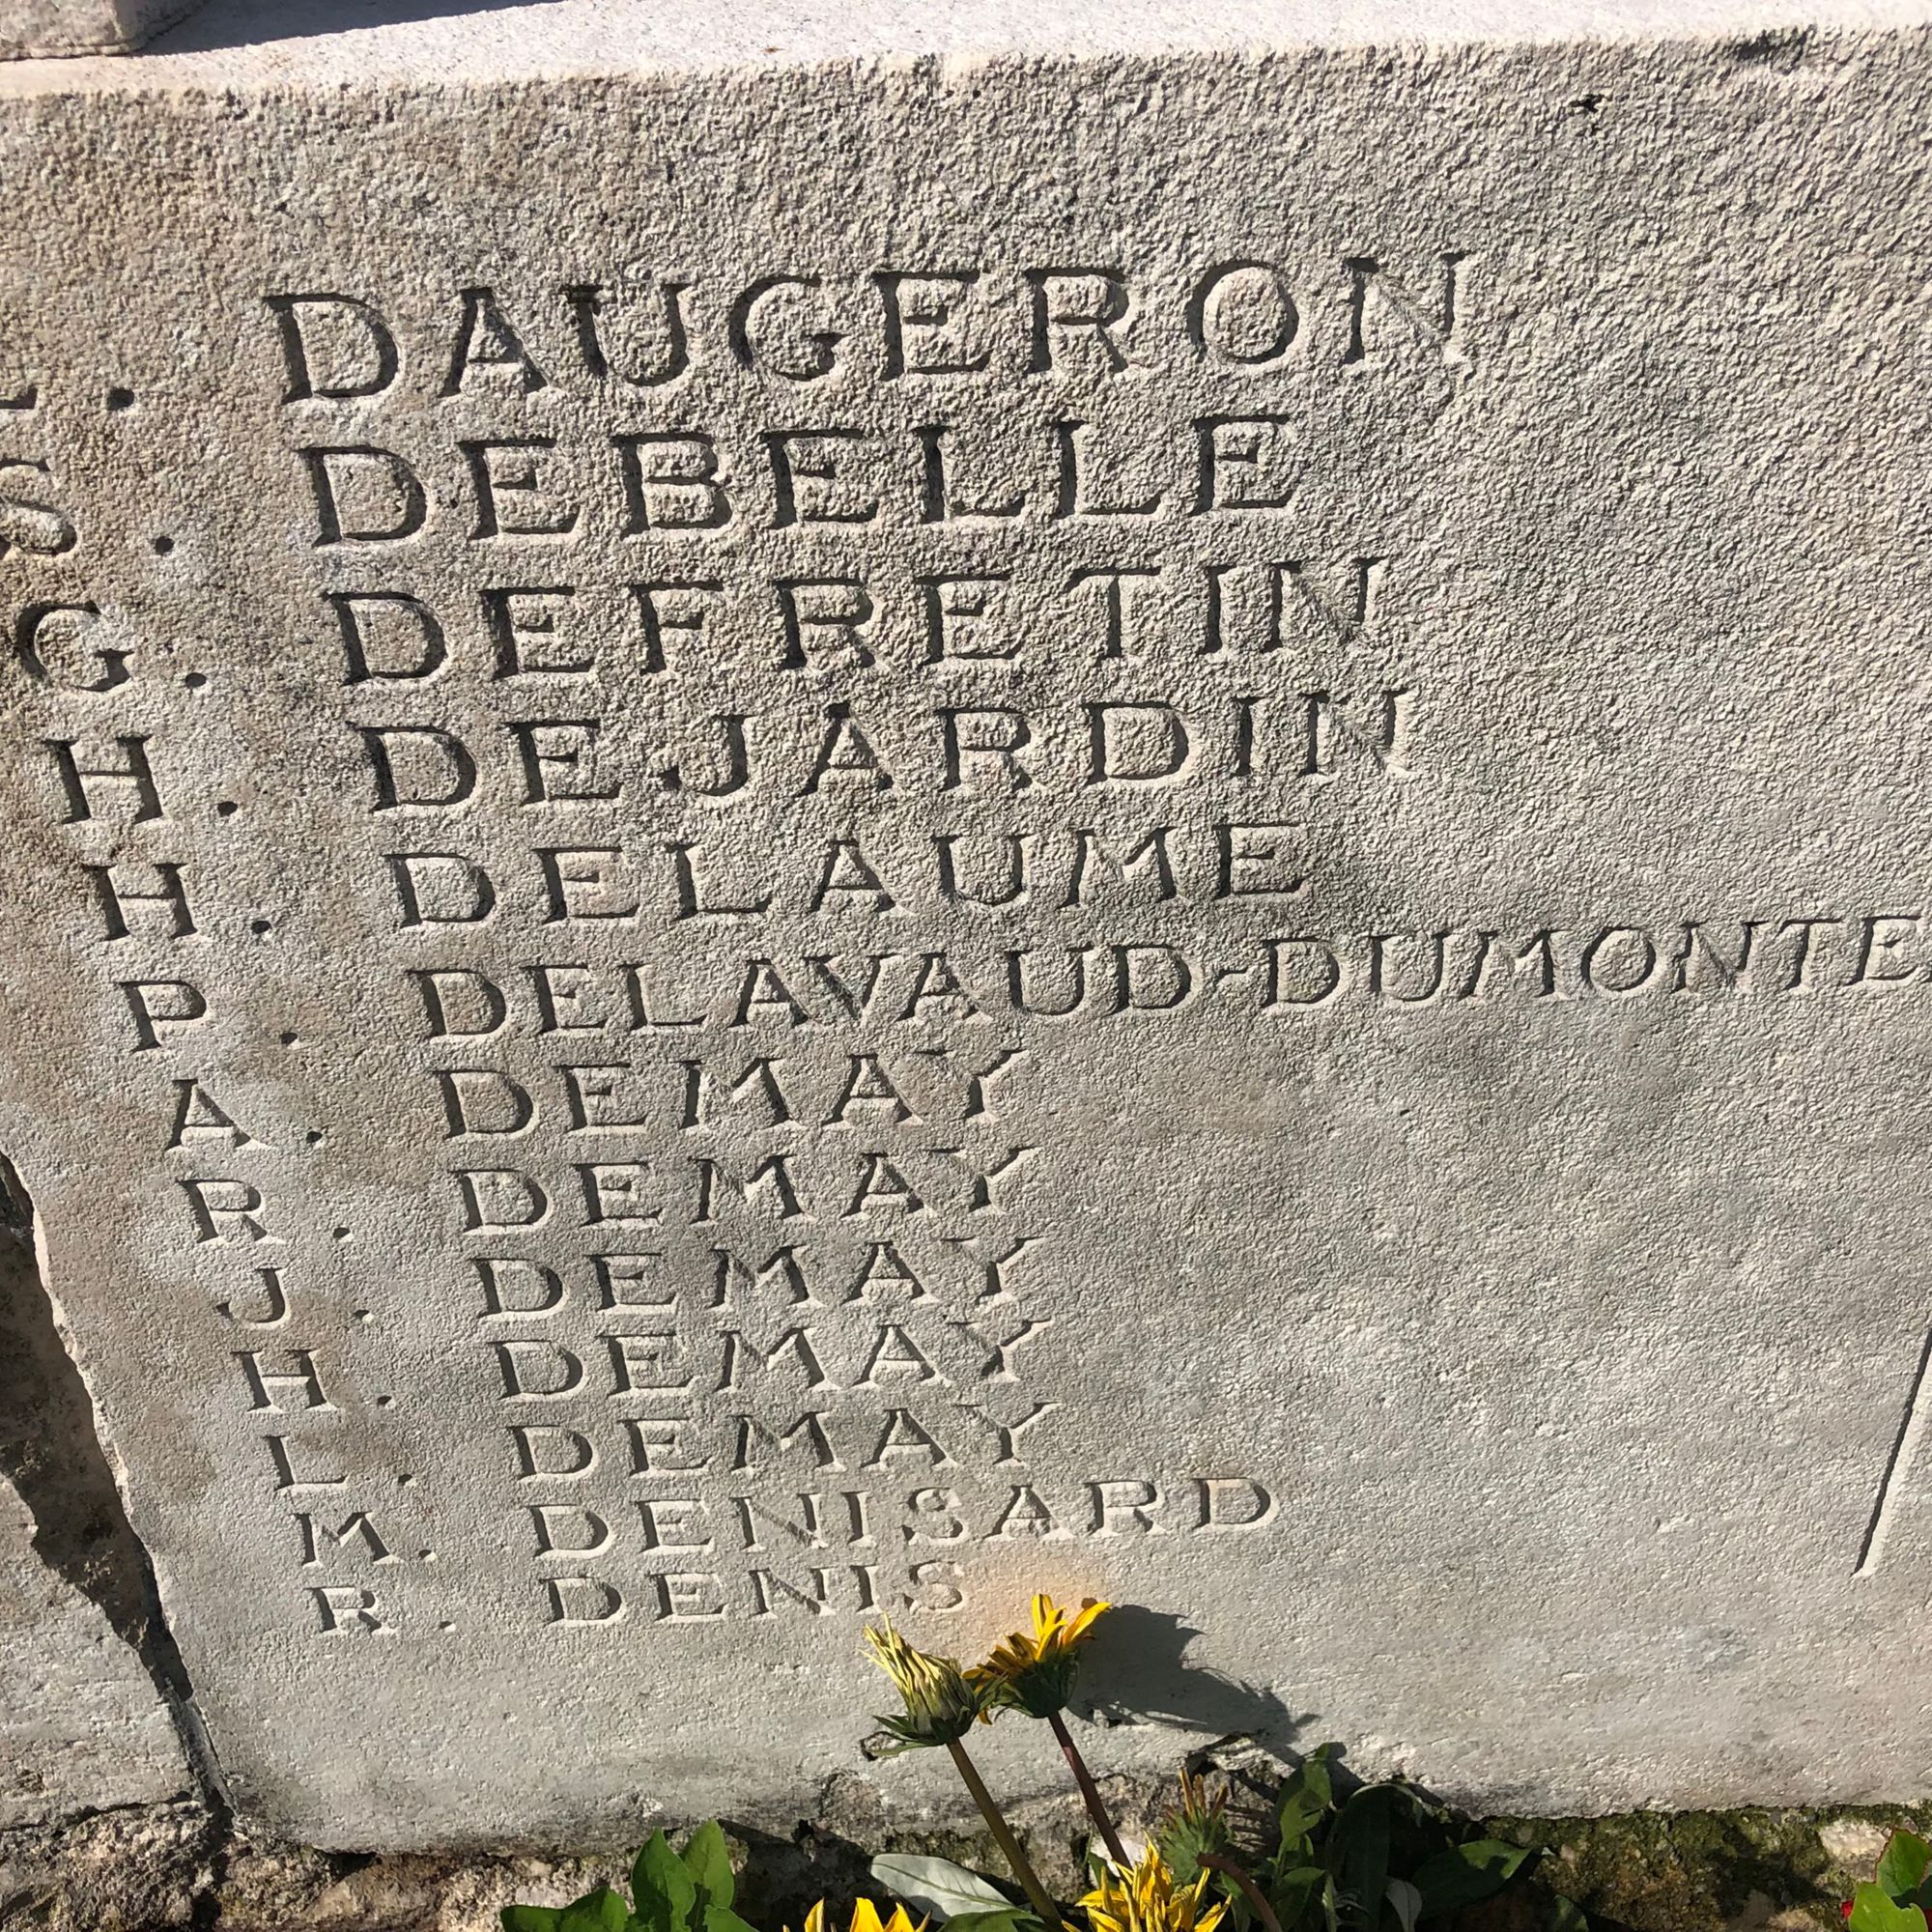 L. DAUGERON
S. DEBELLE
G. DEFRETIN
H. DEJARDIN
H. DELAUME
P. DELAVAUD-DUMONTE
A. DEMAY
R. DEMAY
J. DEMAY
H. DEMAY
L. DEMAY
M. DENISARD
R. DENIS